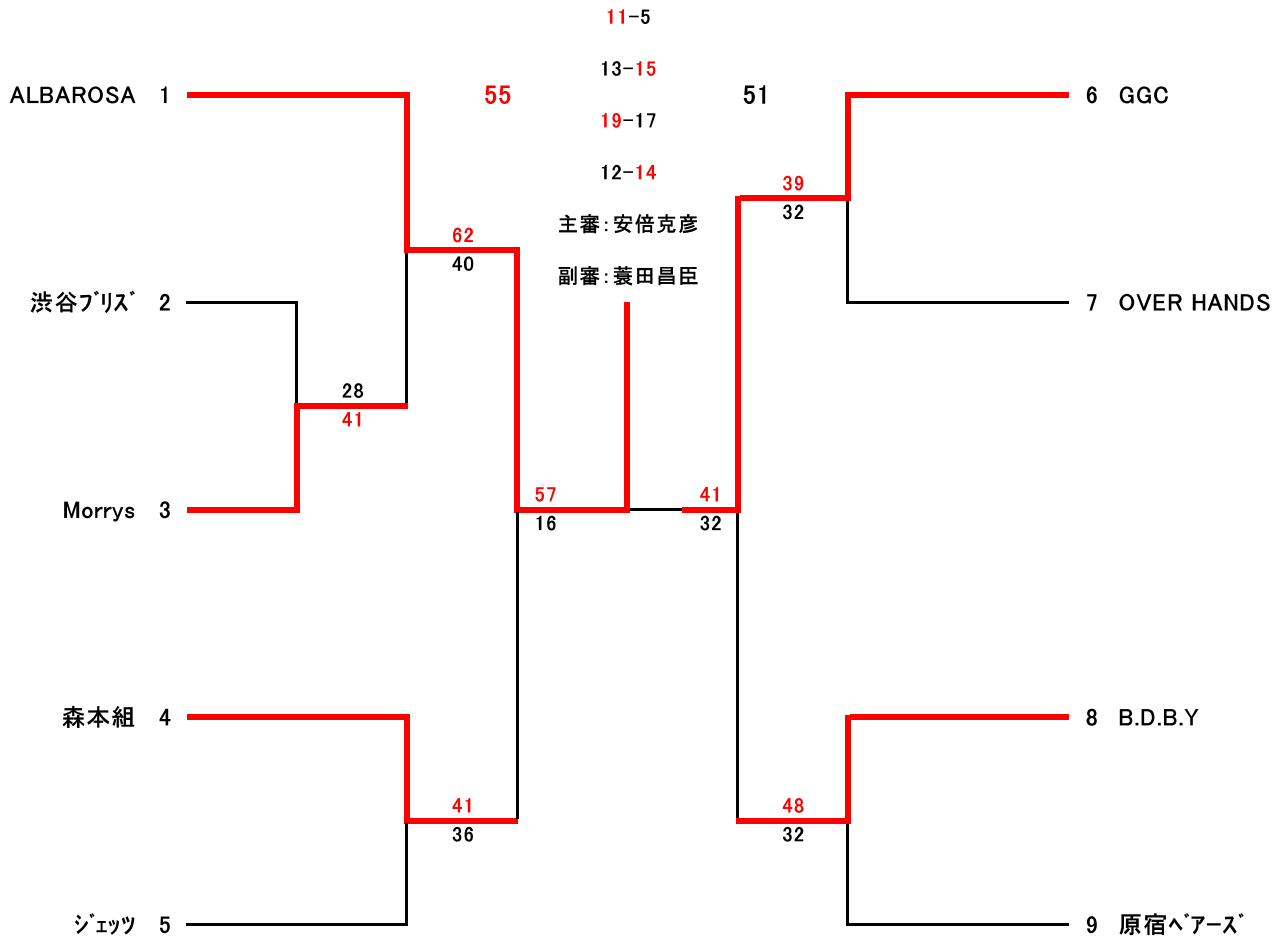 11-5
13-15
ALBAROSA 1
55
51
6 GGC
19-17
12-14
39
32
主審:安倍克彦
62
40
副審:蓑田昌臣
渋谷ブリズ 2
7 OVER HANDS
28
41
Morrys 3
57
16
41
32
森本組 4
8 B.D.B.Y
41
36
48
32
ジェッツ 5
9 原宿ベアーズ